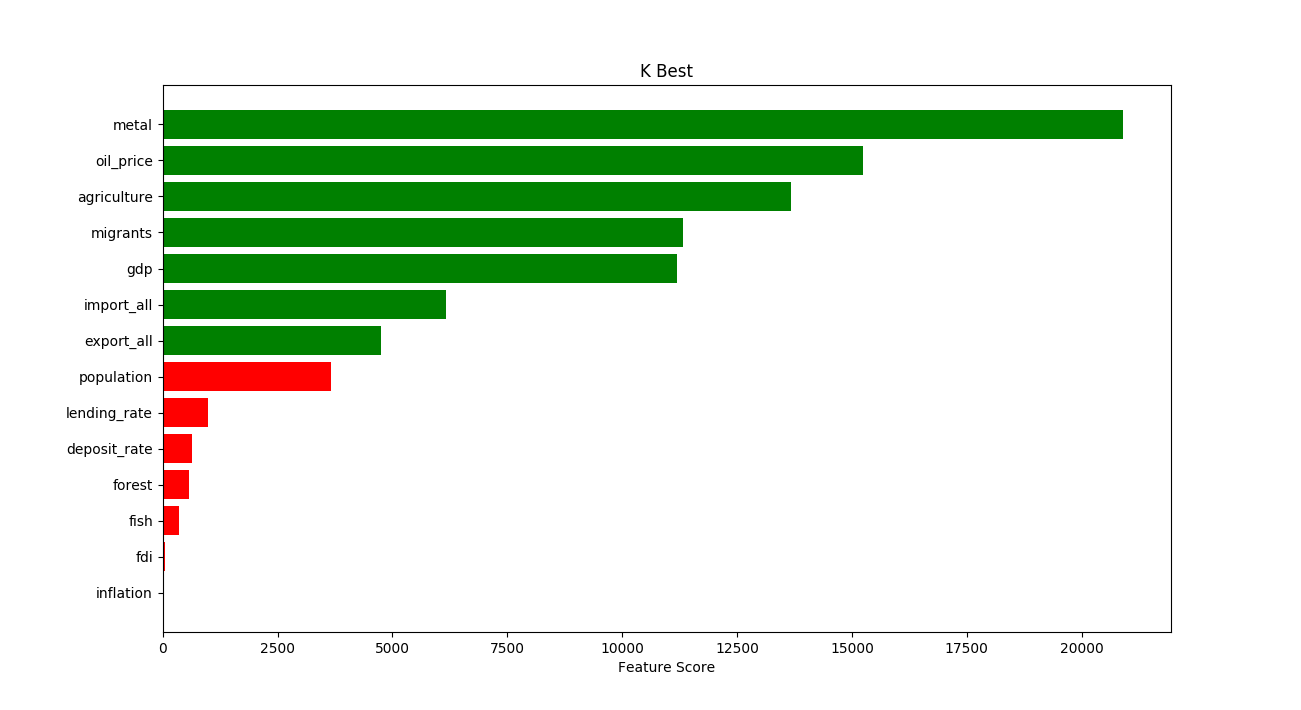 K Best
metal
oil_price
agriculture
migrants
gdp
import_all
export_all
population
lending_rate
deposit_rate
forest
fish
fdi
inflation
0 2500 5000 7500 10000 12500 15000 17500 20000
Feature Score